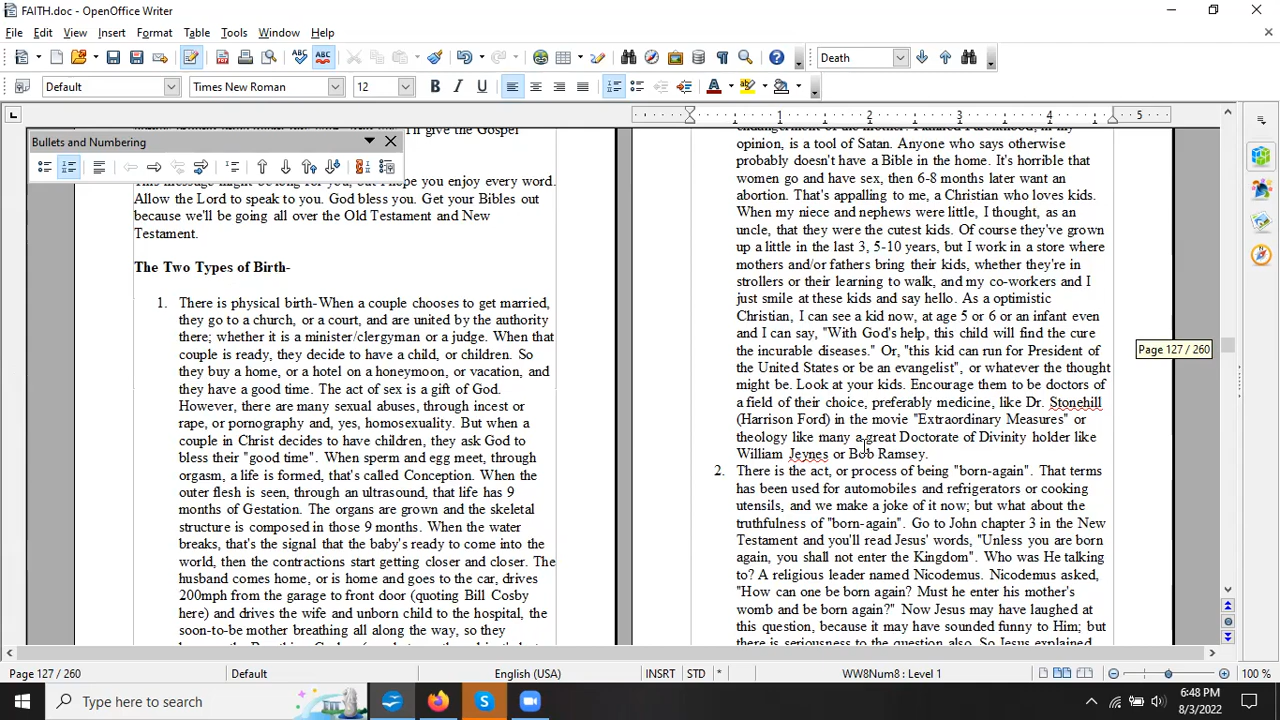 FAITH.doc - OpenOffice Writer
File Edit View Insert Format Table Tools Window Help
Death
Default Times New Roman 12
1 2 3 4 5
give the Gospel
Bullets and Numbering
This message might be long for you, but I hope you enjoy every word.
Allow the Lord to speak to you. God bless you. Get your Bibles out
because we'll be going all over the Old Testament and New
Testament.
The Two Types of Birth-
1. There is physical birth-When a couple chooses to get married,
they go to a church, or a court, and are united by the authority
there; whether it is a minister/clergyman or a judge. When that
couple is ready, they decide to have a child, or children. So
they buy a home, or a hotel on a honeymoon, or vacation, and
they have a good time. The act of sex is a gift of God.
However, there are many sexual abuses, through incest or
rape, or pornography and, yes, homosexuality. But when a
couple in Christ decides to have children, they ask God to
bless their "good time". When sperm and egg meet, through
orgasm, a life is formed, that's called Conception. When the
outer flesh is seen, through an ultrasound, that life has 9
months of Gestation. The organs are grown and the skeletal
structure is composed in those 9 months. When the water
breaks, that's the signal that the baby's ready to come into the
world, then the contractions start getting closer and closer. The
husband comes home, or is home and goes to the car, drives
200mph from the garage to front door (quoting Bill Cosby
here) and drives the wife and unborn child to the hospital, the
soon-to-be mother breathing all along the way, so they
endangerment of the mother. Planned Parenthood, in my
opinion, is a tool of Satan. Anyone who says otherwise
probably doesn't have a Bible in the home. It's horrible that
women go and have sex, then 6-8 months later want an
abortion. That's appalling to me, a Christian who loves kids.
When my niece and nephews were little, I thought, as an
uncle, that they were the cutest kids. Of course they've grown
up a little in the last 3, 5-10 years, but I work in a store where
mothers and/or fathers bring their kids, whether they're in
strollers or their learning to walk, and my co-workers and I
just smile at these kids and say hello. As a optimistic
Christian, I can see a kid now, at age 5 or 6 or an infant even
and I can say, "With God's help, this child will find the cure
the incurable diseases." Or, "this kid can run for President of
the United States or be an evangelist", or whatever the thought
might be. Look at your kids. Encourage them to be doctors of
a field of their choice, preferably medicine, like Dr. Stonehill
(Harrison Ford) in the movie "Extraordinary Measures" or
theology like many a great Doctorate of Divinity holder like
William Jeynes or Bob Ramsey.
2. There is the act, or process of being "born-again". That terms
has been used for automobiles and refrigerators or cooking
utensils, and we make a joke of it now; but what about the
truthfulness of "born-again". Go to John chapter 3 in the New
Testament and you'll read Jesus' words, "Unless you are born
again, you shall not enter the Kingdom". Who was He talking
to? A religious leader named Nicodemus. Nicodemus asked,
"How can one be born again? Must he enter his mother's
womb and be born again?" Now Jesus may have laughed at
this question, because it may have sounded funny to Him; but
there is seriousness to the question also. So Jesus explained
Page 127 / 260
Page 127 / 260 Default English (USA) INSRT STD * WW8Num8 : Level 1 100 %
Type here to search
6:48 PM
8/3/2022